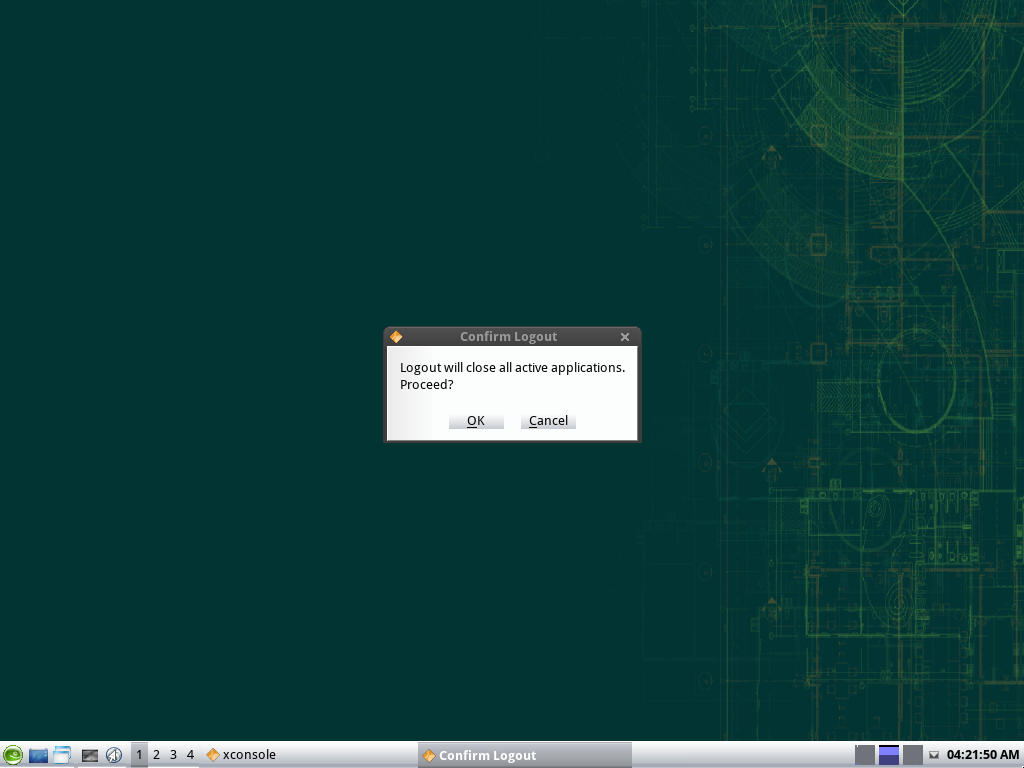 Confirm Logout
Logout will close all active applications.
Proceed?
OK Cancel
1 2 3 4 xconsole Confirm Logout 04:21:50 AM